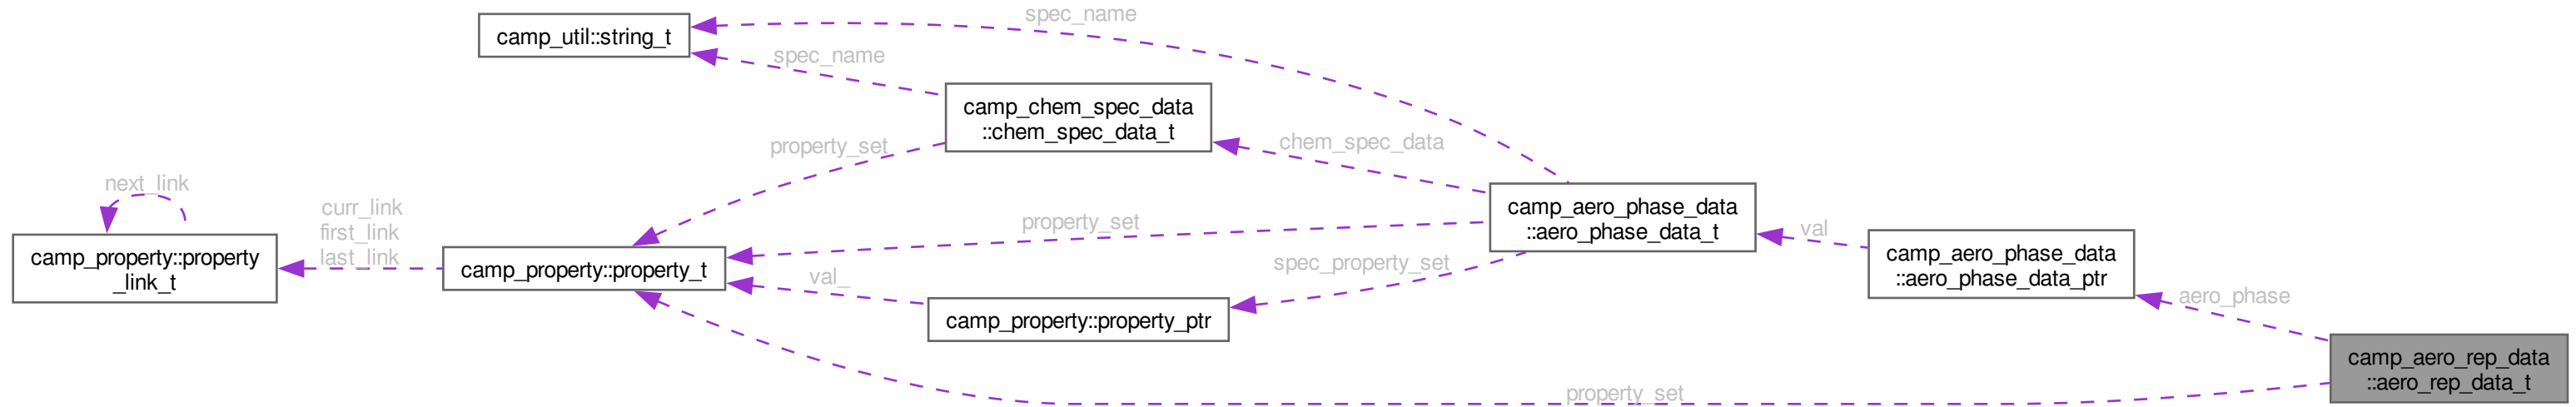 spec_name
camp_util::string_t
spec_name
camp_chem_spec_data
::chem_spec_data_t
chem_spec_data
property_set
next_link
curr_link
first_link
last_link
camp_property::property
_link_t
camp_property::property_t
property_set
camp_aero_phase_data
::aero_phase_data_t
val
camp_aero_phase_data
::aero_phase_data_ptr
spec_property_set
val_
camp_property::property_ptr
aero_phase
camp_aero_rep_data
::aero_rep_data_t
property_set